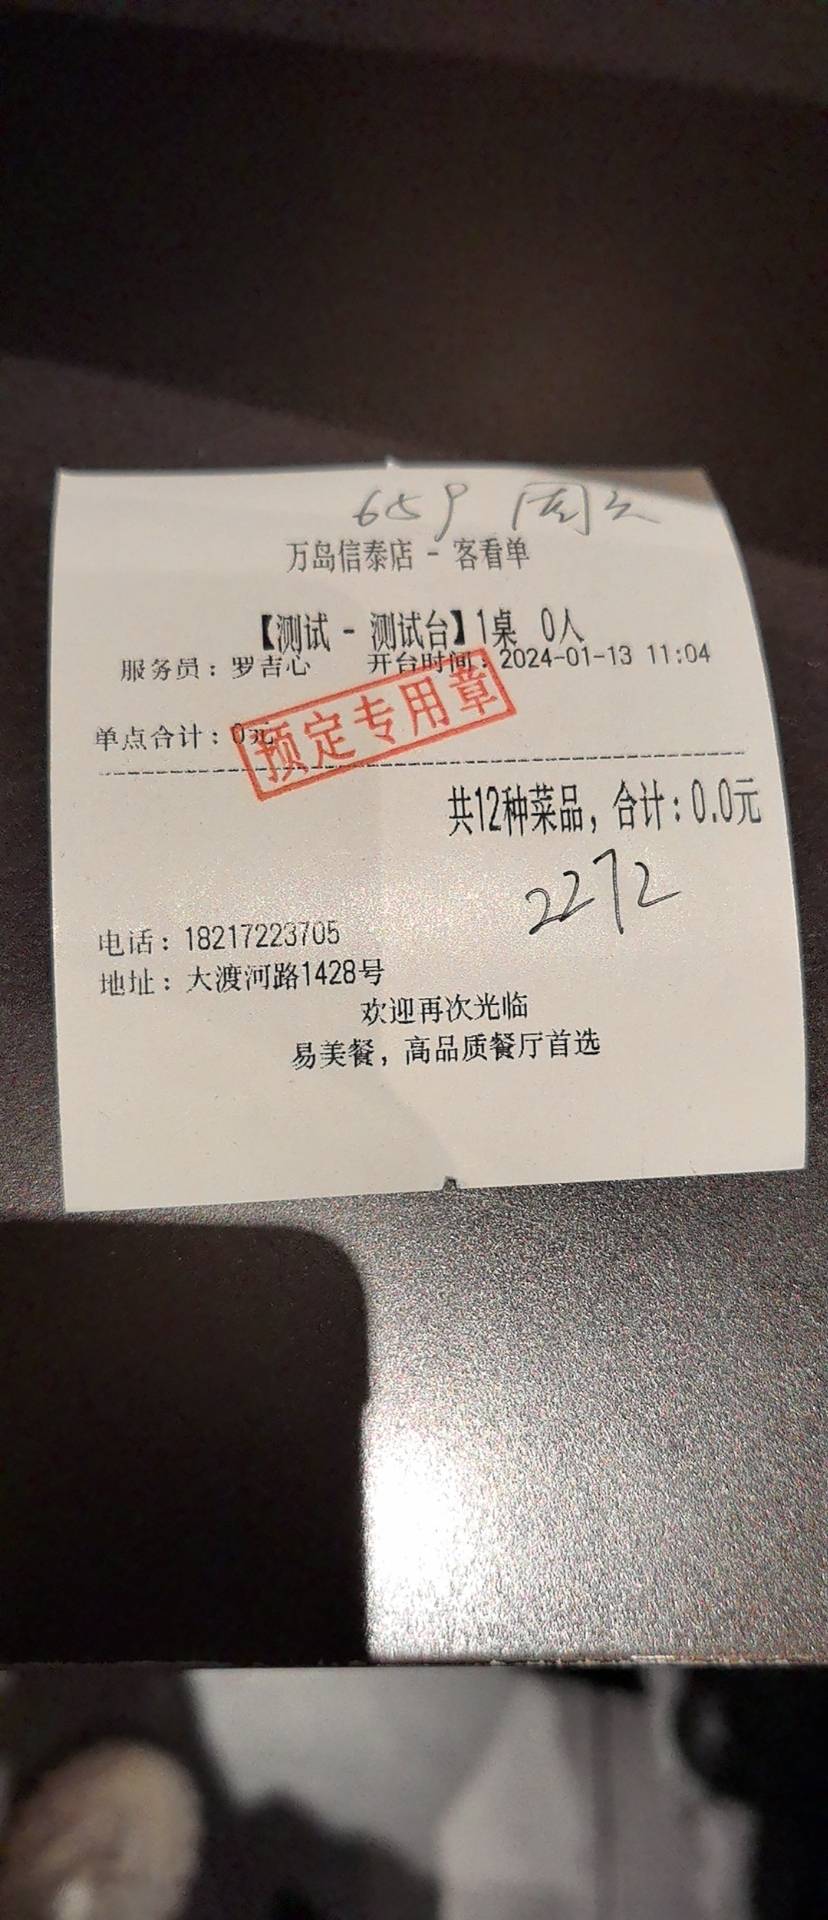 659
万岛信泰店 - 客看单
【测试 - 测试台】1桌 0人
服务员：罗吉心 开台时间：2024-01-13 11:04
单点合计：0元
预定专用章
共12种菜品，合计：0.0元
2272
电话：18217223705
地址：大渡河路1428号
欢迎再次光临
易美餐，高品质餐厅首选